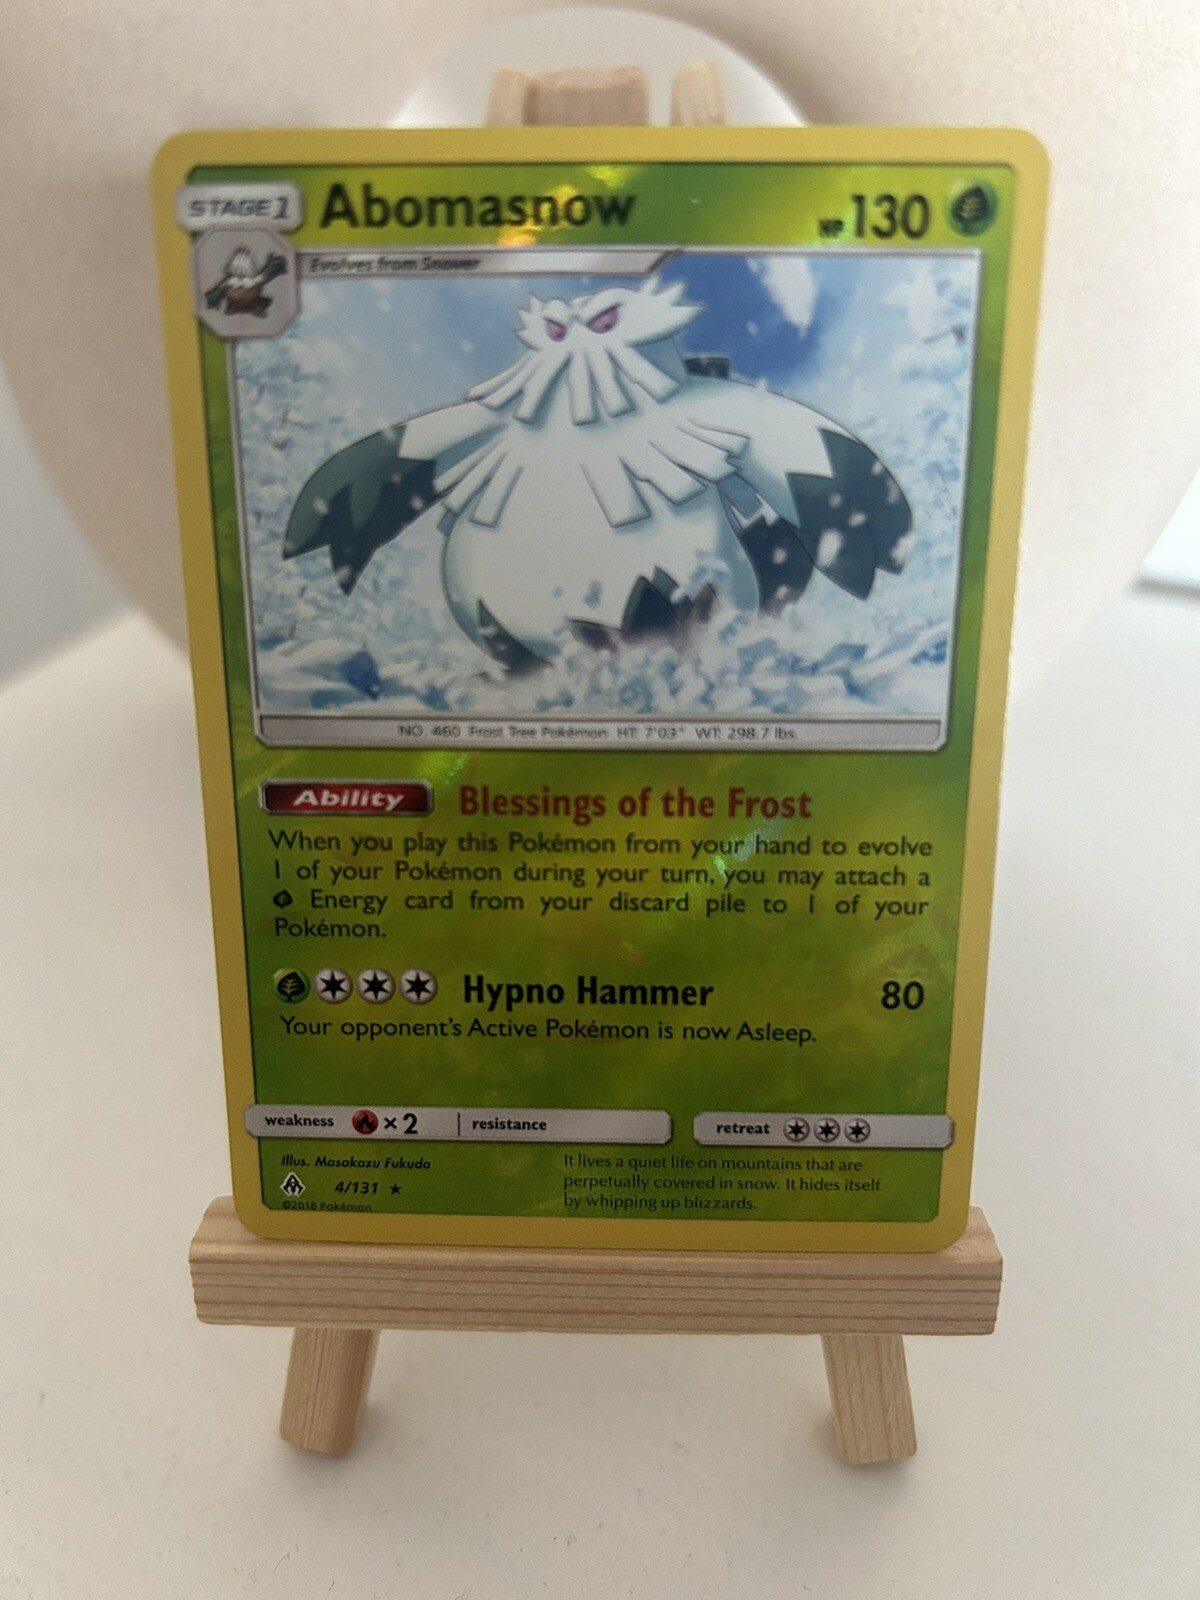 STAGE 1 Abomasnow HP 130
Evolves from Snover
NO. 460 Frost Tree Pokémon HT: 7'03" WT: 298.7 lbs.
Ability Blessings of the Frost
When you play this Pokémon from your hand to evolve
1 of your Pokémon during your turn, you may attach a
Energy card from your discard pile to 1 of your
Pokémon.
Hypno Hammer 80
Your opponent's Active Pokémon is now Asleep.
weakness ×2 resistance retreat
Illus. Masakazu Fukuda
4/131 ★
©2018 Pokémon
It lives a quiet life on mountains that are
perpetually covered in snow. It hides itself
by whipping up blizzards.